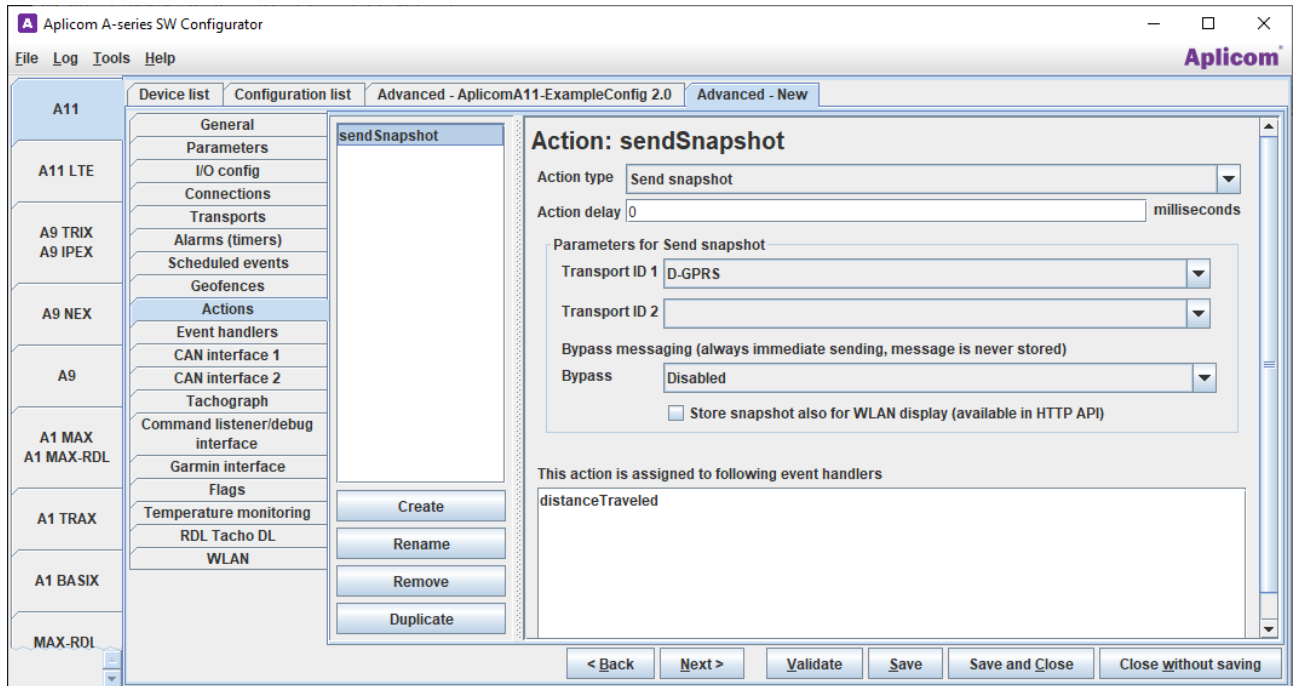 A Aplicom A-series SW Configurator
File Log Tools Help
Aplicom
A11
A11 LTE
A9 TRIX
A9 IPEX
A9 NEX
A9
A1 MAX
A1 MAX-RDL
A1 TRAX
A1 BASIX
MAX-RDL
Device list Configuration list Advanced - AplicomA11-ExampleConfig 2.0 Advanced - New
General
Parameters
I/O config
Connections
Transports
Alarms (timers)
Scheduled events
Geofences
Actions
Event handlers
CAN interface 1
CAN interface 2
Tachograph
Command listener/debug
interface
Garmin interface
Flags
Temperature monitoring
RDL Tacho DL
WLAN
sendSnapshot
Create
Rename
Remove
Duplicate
Action: sendSnapshot
Action type Send snapshot
Action delay 0 milliseconds
Parameters for Send snapshot
Transport ID 1 D-GPRS
Transport ID 2
Bypass messaging (always immediate sending, message is never stored)
Bypass Disabled
Store snapshot also for WLAN display (available in HTTP API)
This action is assigned to following event handlers
distanceTraveled
< Back Next > Validate Save Save and Close Close without saving